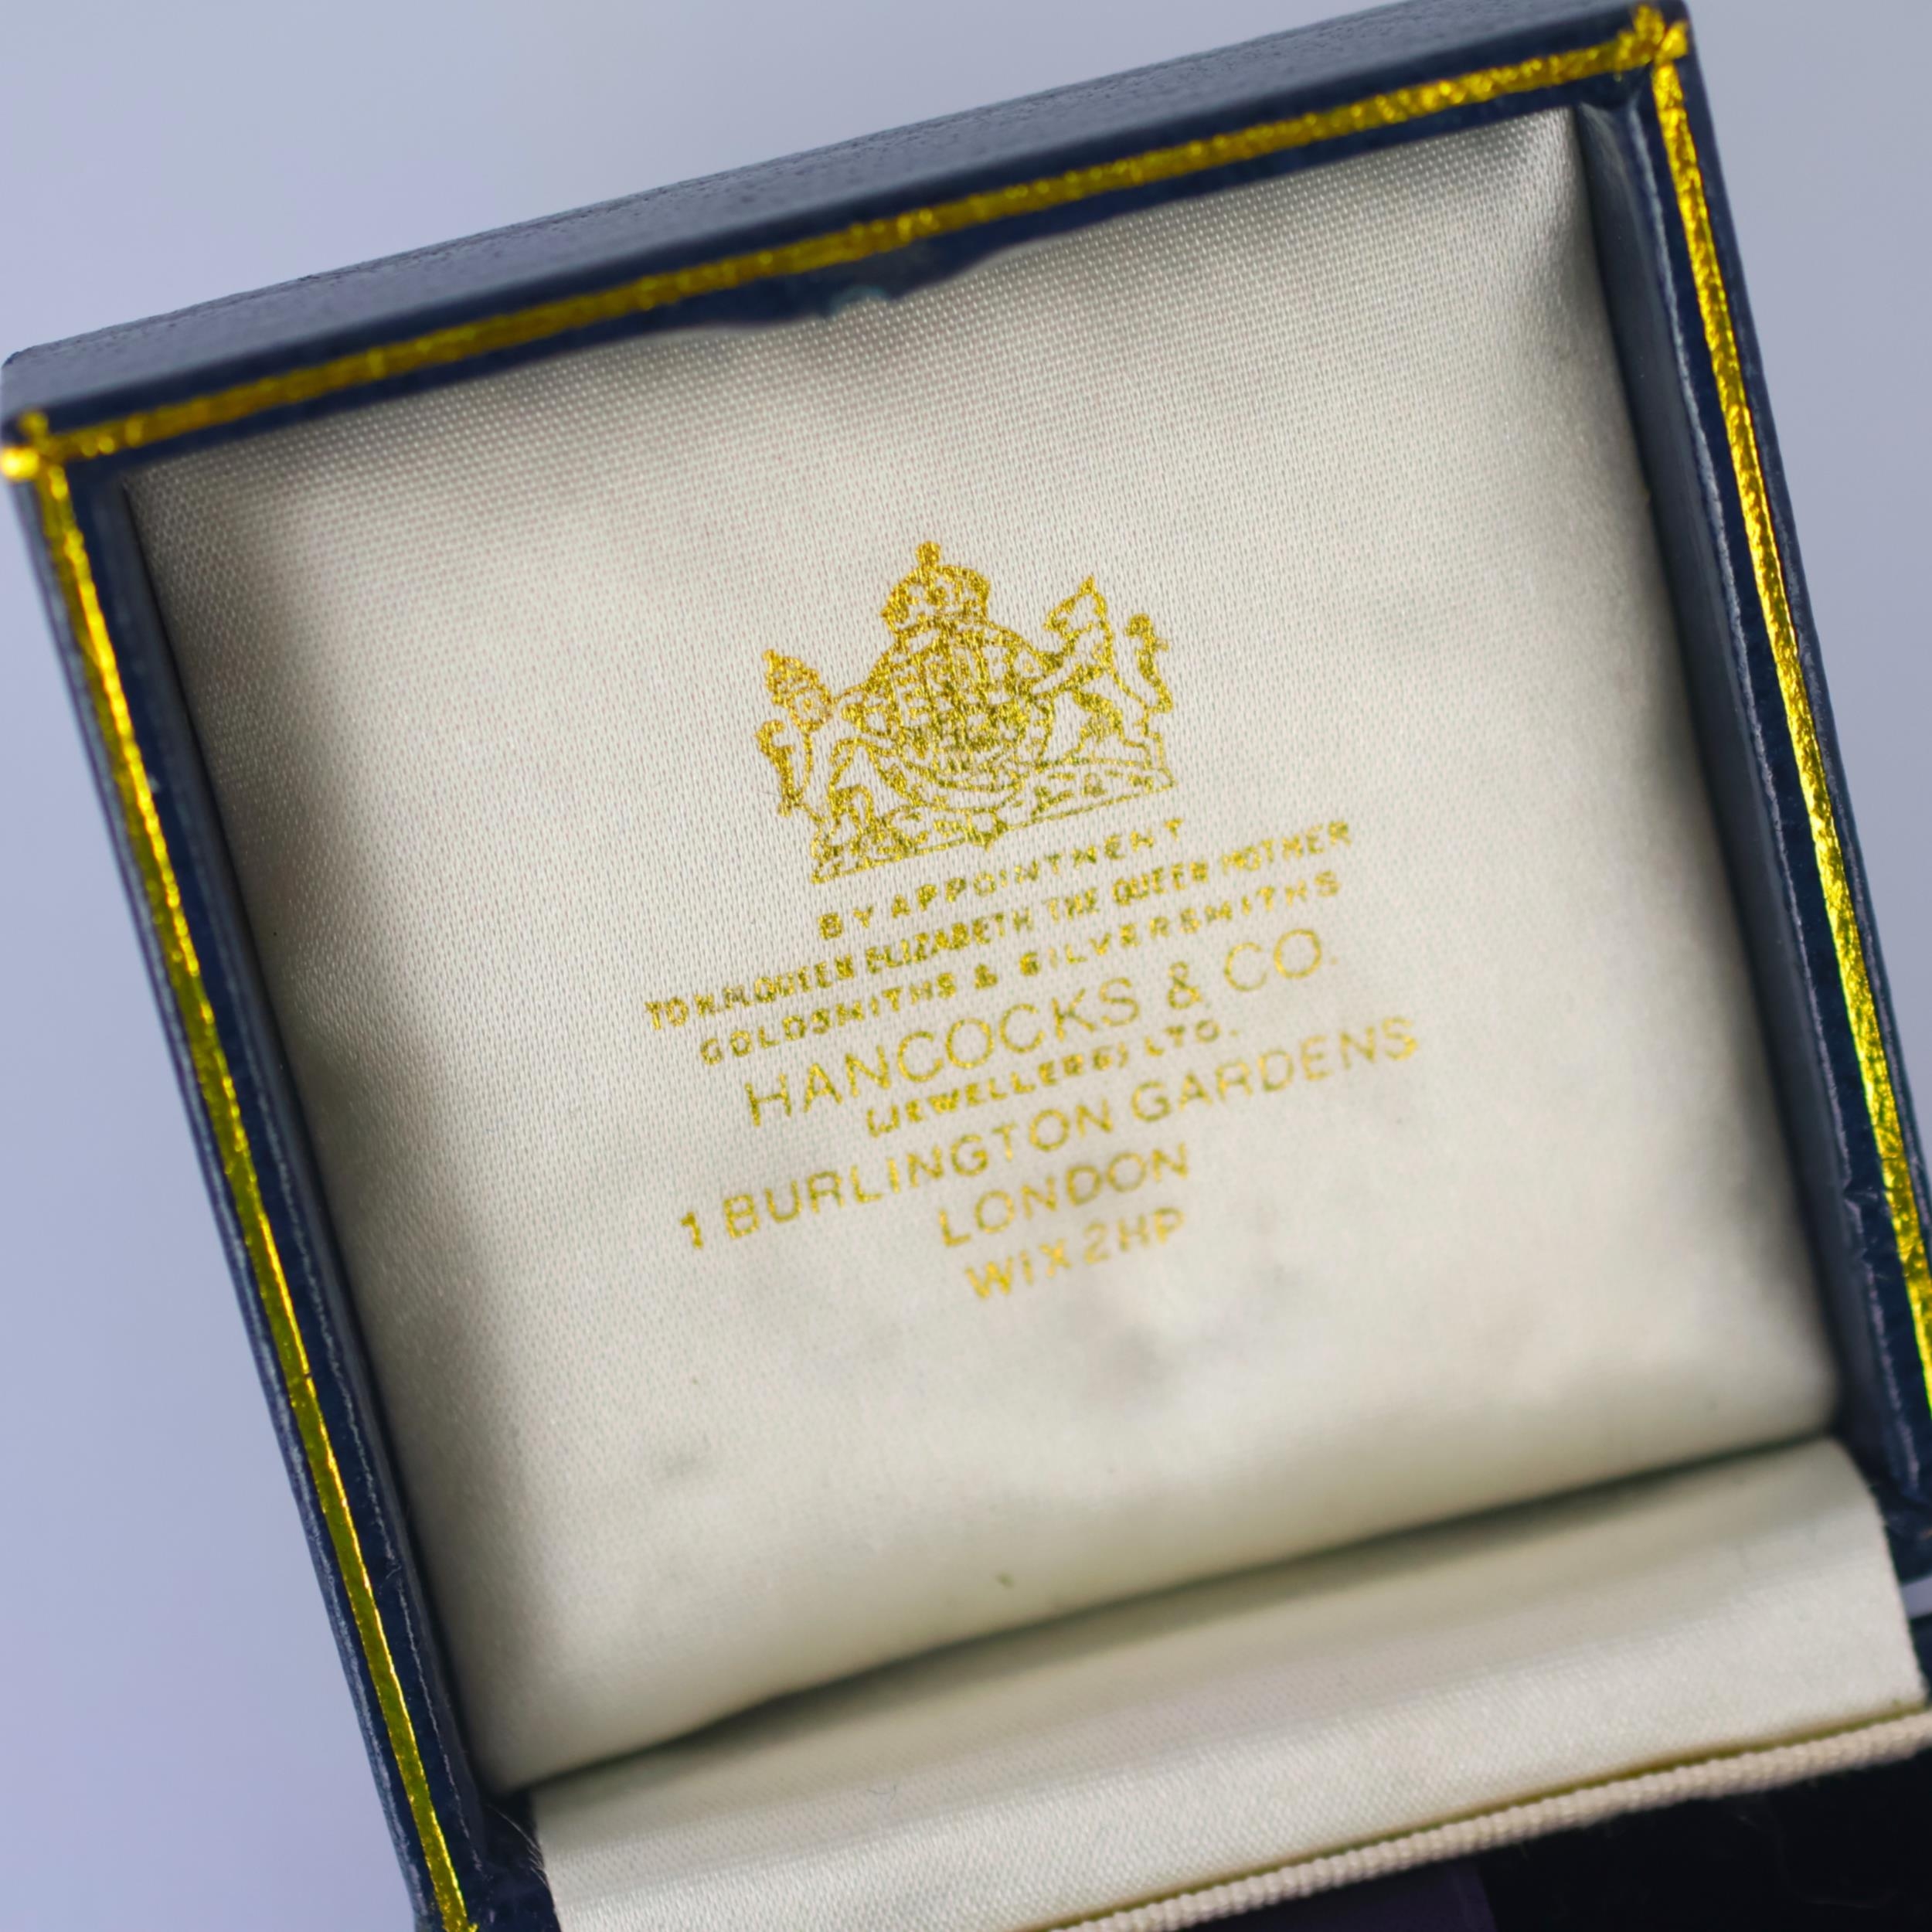 BY APPOINTMENT
TO H.M. QUEEN ELIZABETH THE QUEEN MOTHER
GOLDSMITHS & SILVERSMITHS
HANCOCKS & CO.
(JEWELLERS) LTD.
1 BURLINGTON GARDENS
LONDON
W1X 2HP